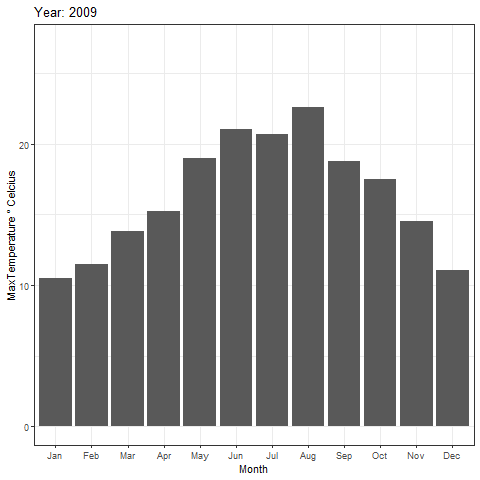 Year: 2009
MaxTemperature " Celcius
20
10
0
Jan Feb Mar Apr May Jun Jul Aug Sep Oct Nov Dec
Month